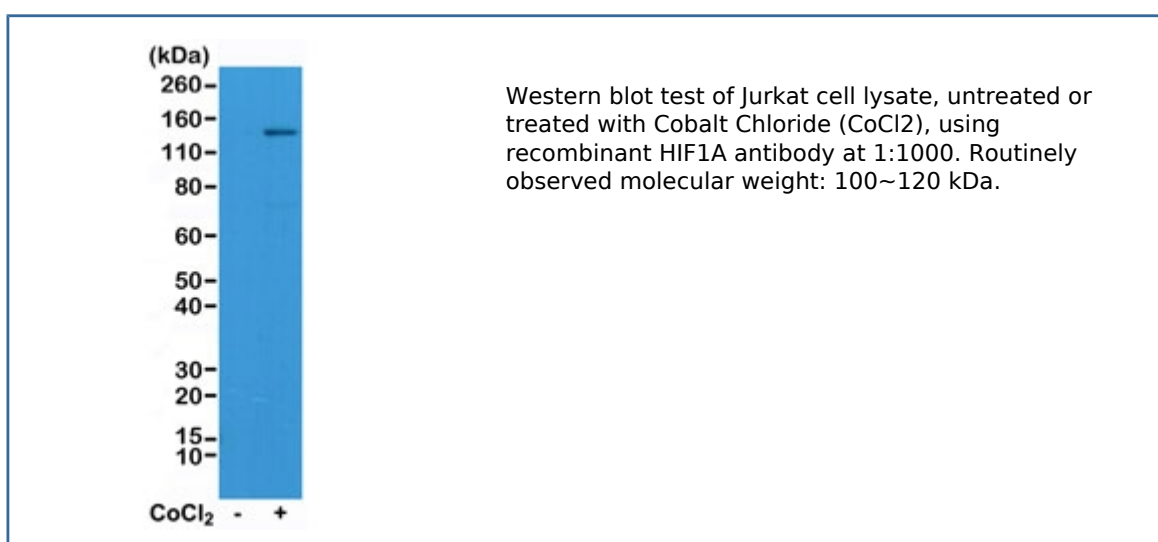 (kDa)
260-
160-
110-
80-
60-
50-
40-
30-
20-
15-
10-
CoCl2 - +
Western blot test of Jurkat cell lysate, untreated or
treated with Cobalt Chloride (CoCl2), using
recombinant HIF1A antibody at 1:1000. Routinely
observed molecular weight: 100~120 kDa.